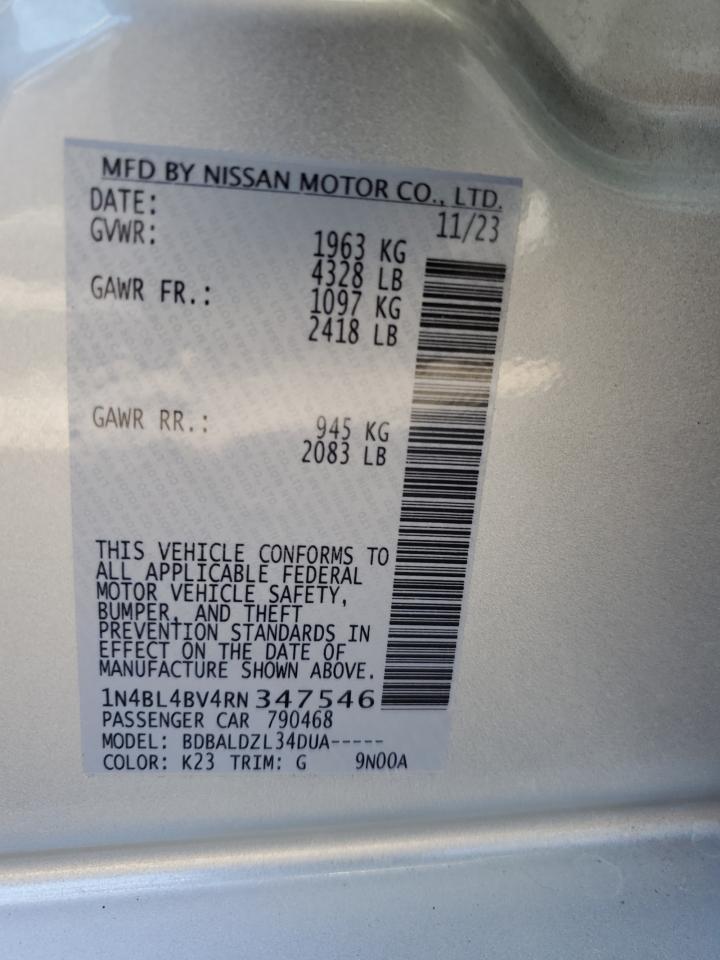 MFD BY NISSAN MOTOR CO., LTD.
DATE: 11/23
GVWR: 1963 KG
4328 LB
GAWR FR.: 1097 KG
2418 LB
GAWR RR.: 945 KG
2083 LB
THIS VEHICLE CONFORMS TO
ALL APPLICABLE FEDERAL
MOTOR VEHICLE SAFETY,
BUMPER, AND THEFT
PREVENTION STANDARDS IN
EFFECT ON THE DATE OF
MANUFACTURE SHOWN ABOVE.
1N4BL4BV4RN347546
PASSENGER CAR 790468
MODEL: BDBALDZL34DUA-----
COLOR: K23 TRIM: G 9N00A